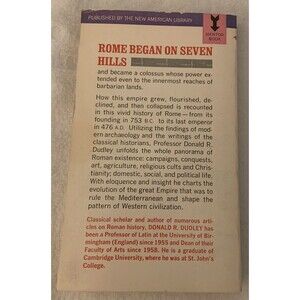 PUBLISHED BY THE NEW AMERICAN LIBRARY
MENTOR
BOOK
ROME BEGAN ON SEVEN
HILLS
and became a colossus whose power ex-
tended even to the innermost reaches of
barbarian lands.
How this empire grew, flourished, de-
clined, and then collapsed is recounted
in this vivid history of Rome—from its
founding in 753 B.C. to its last emperor
in 476 A.D. Utilizing the findings of mod-
ern archaeology and the writings of the
classical historians, Professor Donald R.
Dudley unfolds the whole panorama of
Roman existence: campaigns, conquests,
art, agriculture, religious cults and Chris-
tianity; domestic, social, and political life.
With eloquence and insight he charts the
evolution of the great Empire that was to
rule the Mediterranean and shape the
pattern of Western civilization.
Classical scholar and author of numerous arti-
cles on Roman history, DONALD R. DUDLEY has
been a Professor of Latin at the University of Bir-
mingham (England) since 1955 and Dean of their
Faculty of Arts since 1958. He is a graduate of
Cambridge University, where he was at St. John's
College.